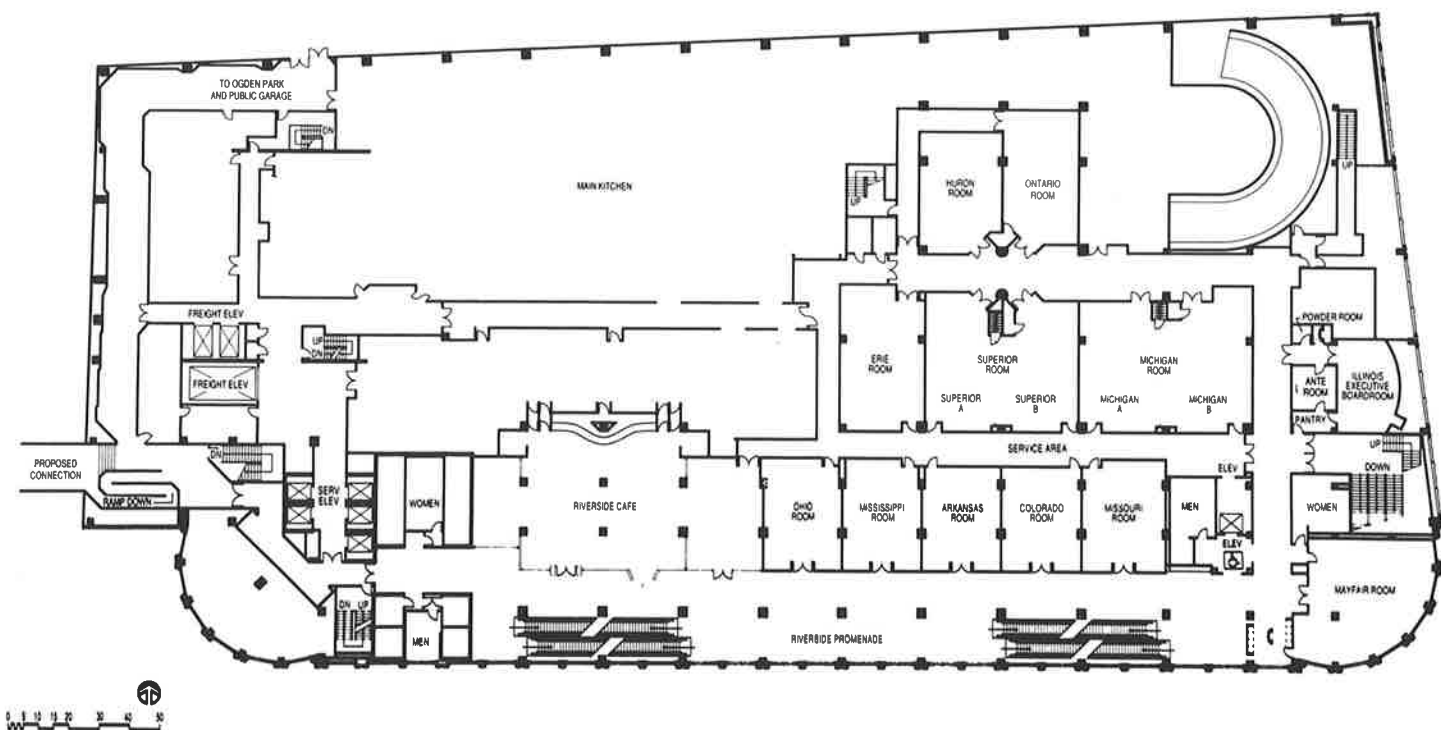 TO OGDEN PARK
AND PUBLIC GARAGE
DN
MAIN KITCHEN
UP
HURON
ROOM
ONTARIO
ROOM
UP
FREIGHT ELEV
FREIGHT ELEV
UP
DN
ERIE
ROOM
SUPERIOR
ROOM
SUPERIOR
A
SUPERIOR
B
MICHIGAN
ROOM
MICHIGAN
A
MICHIGAN
B
POWDER ROOM
ANTE
ROOM
ILLINOIS
EXECUTIVE
BOARDROOM
PANTRY
SERVICE AREA
UP
DOWN
PROPOSED
CONNECTION
RAMP DOWN
DN
SERV
ELEV
WOMEN
RIVERSIDE CAFE
OHIO
ROOM
MISSISSIPPI
ROOM
ARKANSAS
ROOM
COLORADO
ROOM
MISSOURI
ROOM
ELEV
MEN
ELEV
WOMEN
MAYFAIR ROOM
DN UP
MEN
RIVERSIDE PROMENADE
0 5 10 15 20 30 40 50